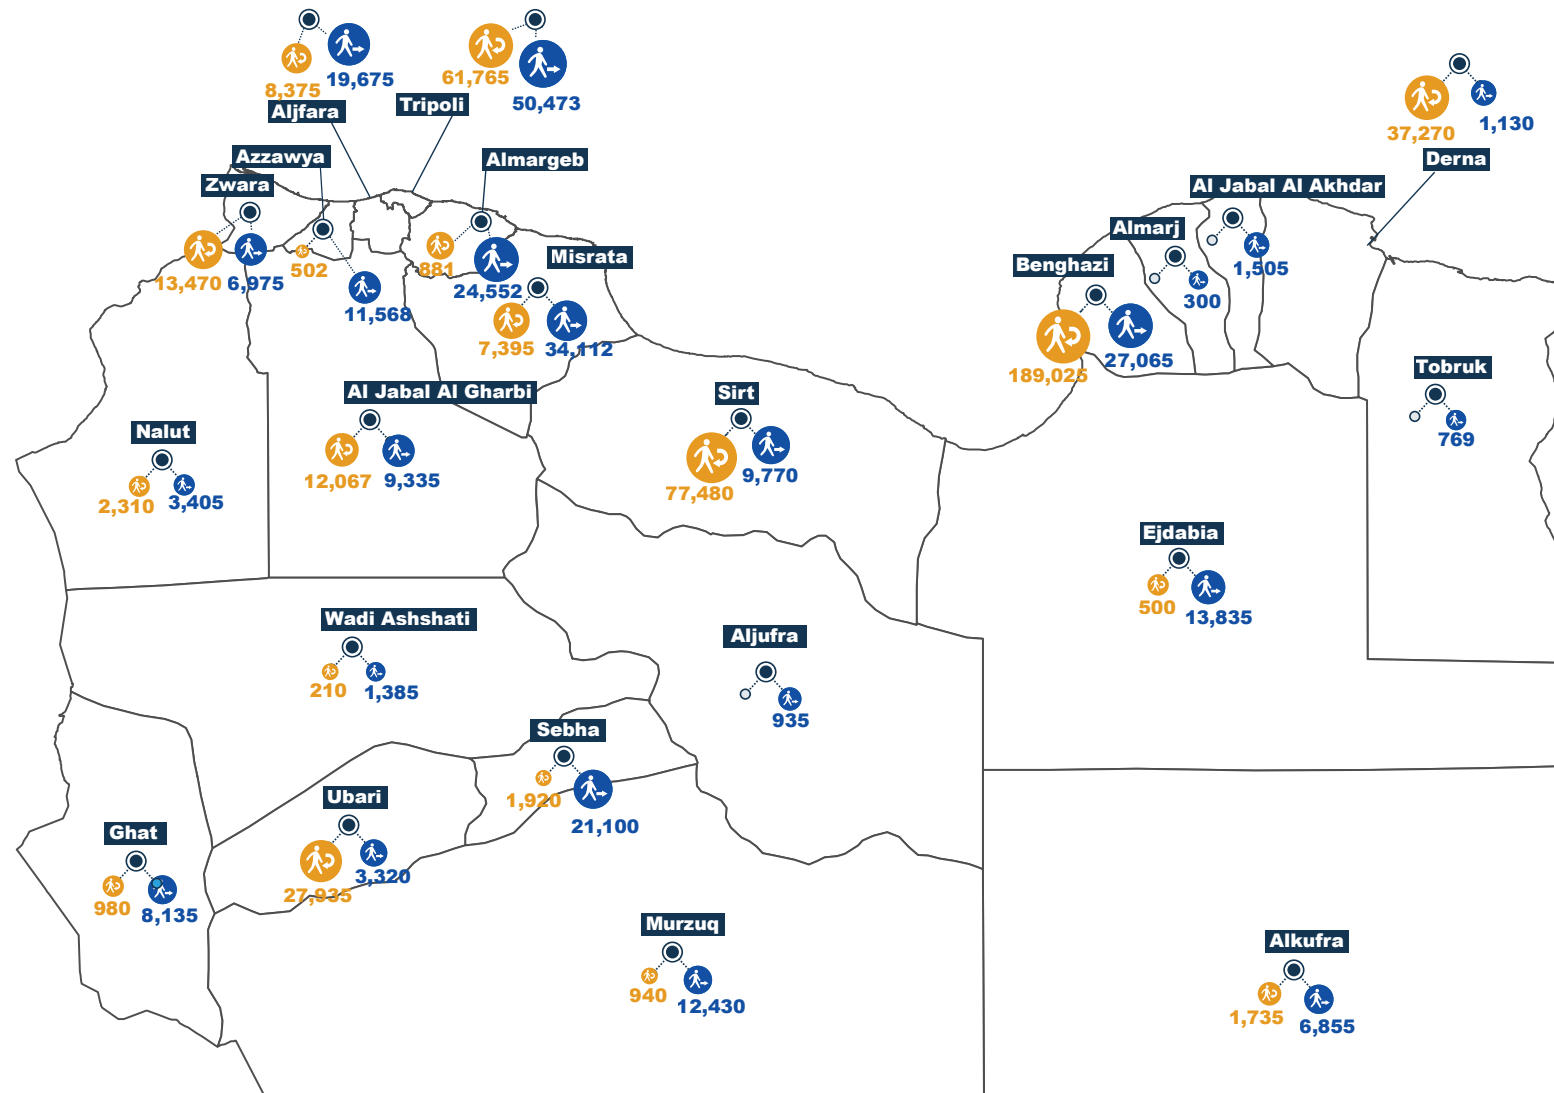 8,375
19,675
Aljfara
61,765
50,473
Tripoli
37,270
1,130
Derna
Azzawya
502
11,568
Almargeb
881
24,552
Zwara
13,470
6,975
Misrata
7,395
34,112
Al Jabal Al Akhdar
1,505
Almarj
300
Benghazi
189,025
27,065
Tobruk
769
Al Jabal Al Gharbi
12,067
9,335
Sirt
77,480
9,770
Nalut
2,310
3,405
Ejdabia
500
13,835
Wadi Ashshati
210
1,385
Aljufra
935
Sebha
1,920
21,100
Ubari
27,935
3,320
Ghat
980
8,135
Murzuq
940
12,430
Alkufra
1,735
6,855